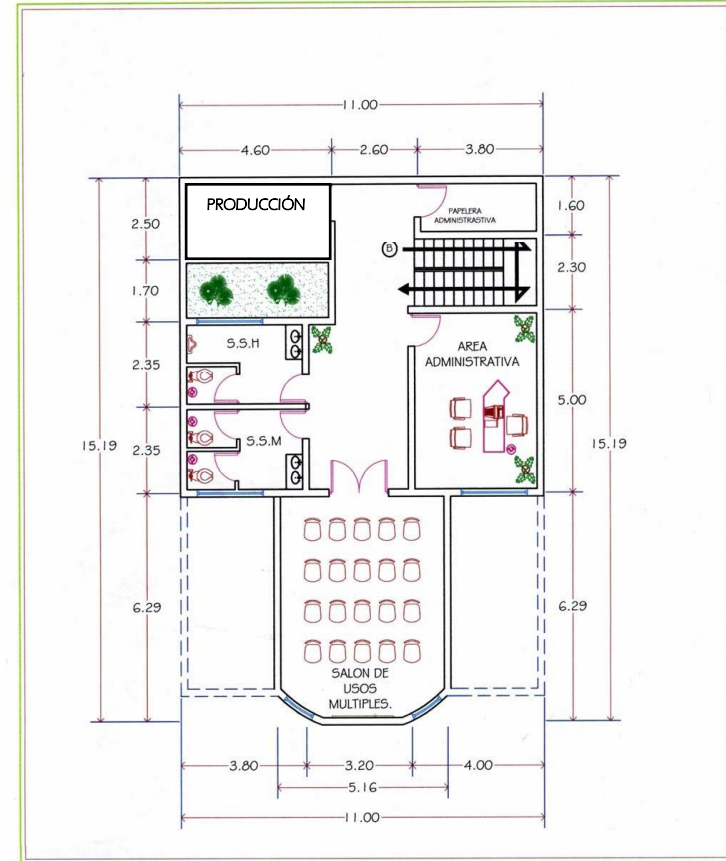 11.00
4.60 2.60 3.80
PRODUCCIÓN
PAPELERA
ADMINISTRASTIVA
2.50
1.60
B
2.30
1.70
S.S.H
AREA
ADMINISTRATIVA
2.35
5.00
15.19
2.35
S.S.M
15.19
6.29
6.29
SALON DE
USOS
MULTIPLES.
3.80 3.20 4.00
5.16
11.00